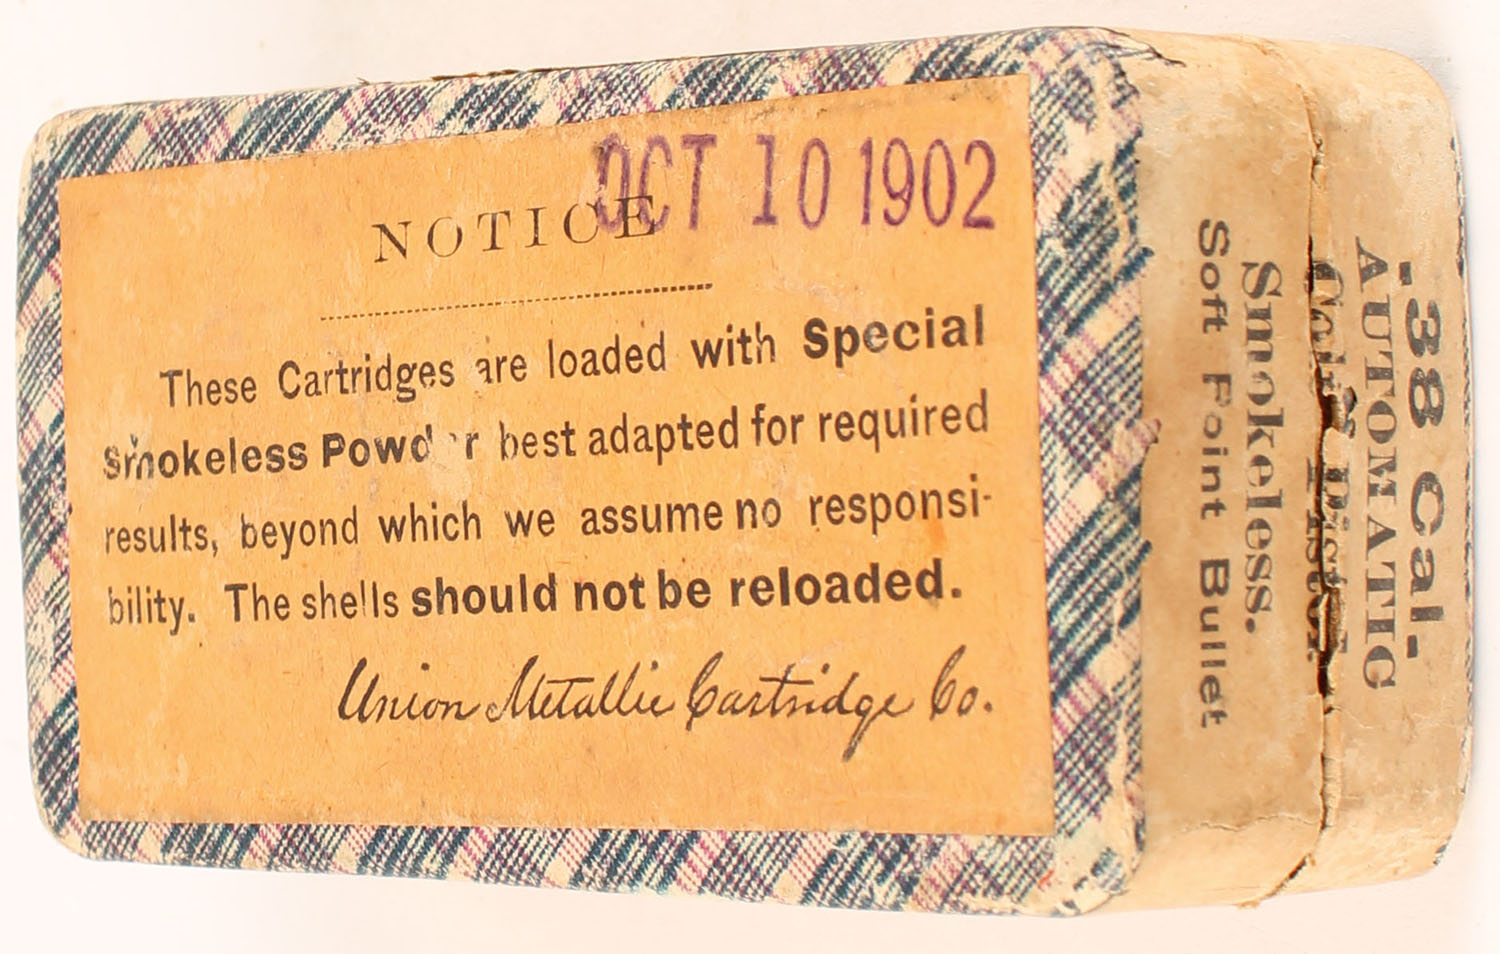 OCT 10 1902
NOTICE
These Cartridges are loaded with Special
Smokeless Powder best adapted for required
results, beyond which we assume no responsi-
bility. The shells should not be reloaded.
Union Metallic Cartridge Co.
.38 Cal.
AUTOMATIC
Colt's Pistol
Smokeless.
Soft Point Bullet